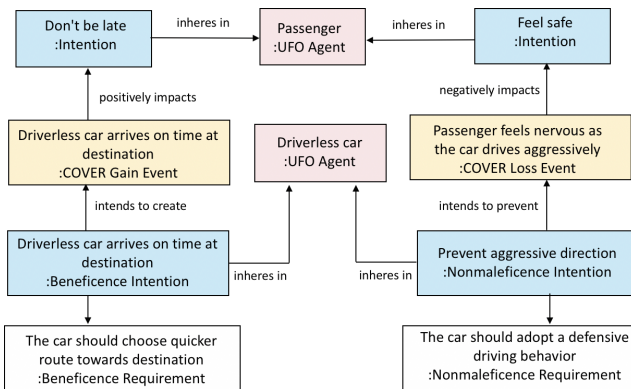 Don't be late
:Intention
inheres in
Passenger
:UFO Agent
inheres in
Feel safe
:Intention
positively impacts
negatively impacts
Driverless car arrives on time at
destination
:COVER Gain Event
Driverless car
:UFO Agent
Passenger feels nervous as
the car drives aggressively
:COVER Loss Event
intends to create
intends to prevent
Driverless car arrives on time at
destination
:Beneficence Intention
inheres in
inheres in
Prevent aggressive direction
:Nonmaleficence Intention
The car should choose quicker
route towards destination
:Beneficence Requirement
The car should adopt a defensive
driving behavior
:Nonmaleficence Requirement